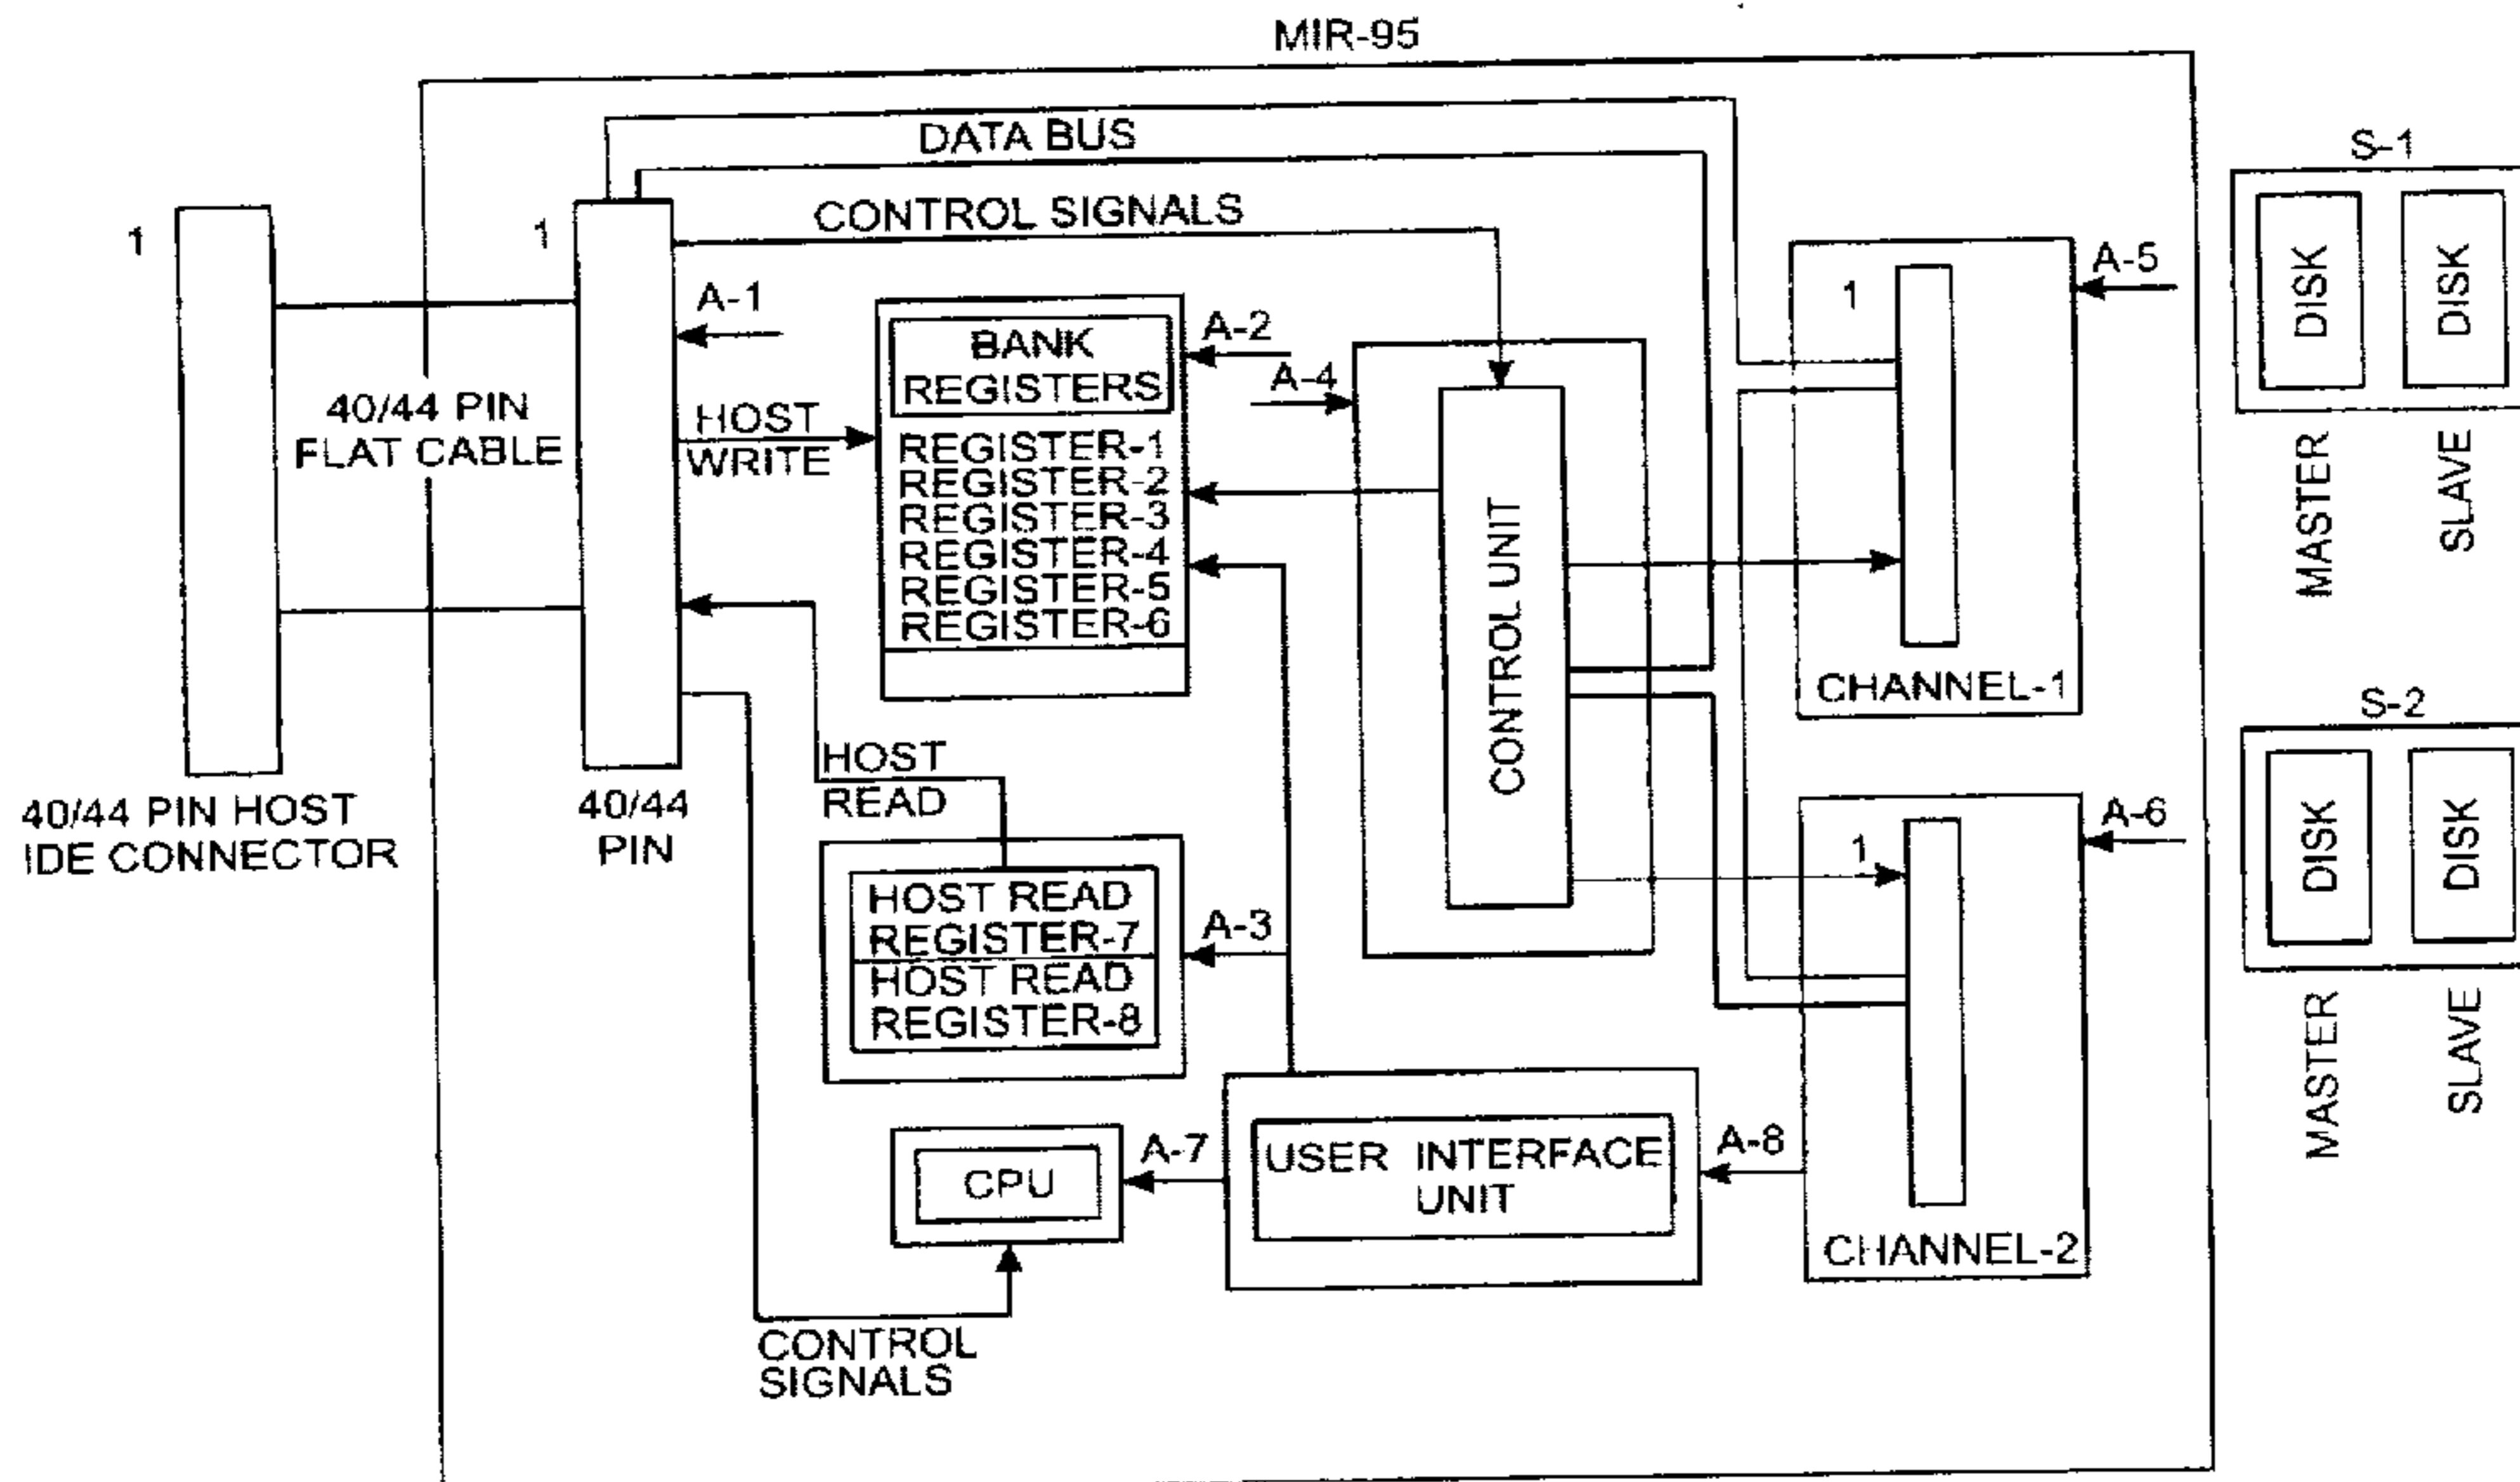 MIR-95
DATA BUS
CONTROL SIGNALS
1
1
A-1
40/44 PIN
FLAT CABLE
HOST
WRITE
BANK
REGISTERS
REGISTER-1
REGISTER-2
REGISTER-3
REGISTER-4
REGISTER-5
REGISTER-6
A-2
A-4
CONTROL UNIT
1
A-5
CHANNEL-1
S-1
DISK
DISK
MASTER
SLAVE
40/44 PIN HOST
IDE CONNECTOR
40/44
PIN
HOST
READ
HOST READ
REGISTER-7
HOST READ
REGISTER-8
A-3
CPU
A-7
USER INTERFACE
UNIT
A-8
1
A-6
CHANNEL-2
S-2
DISK
DISK
MASTER
SLAVE
CONTROL
SIGNALS